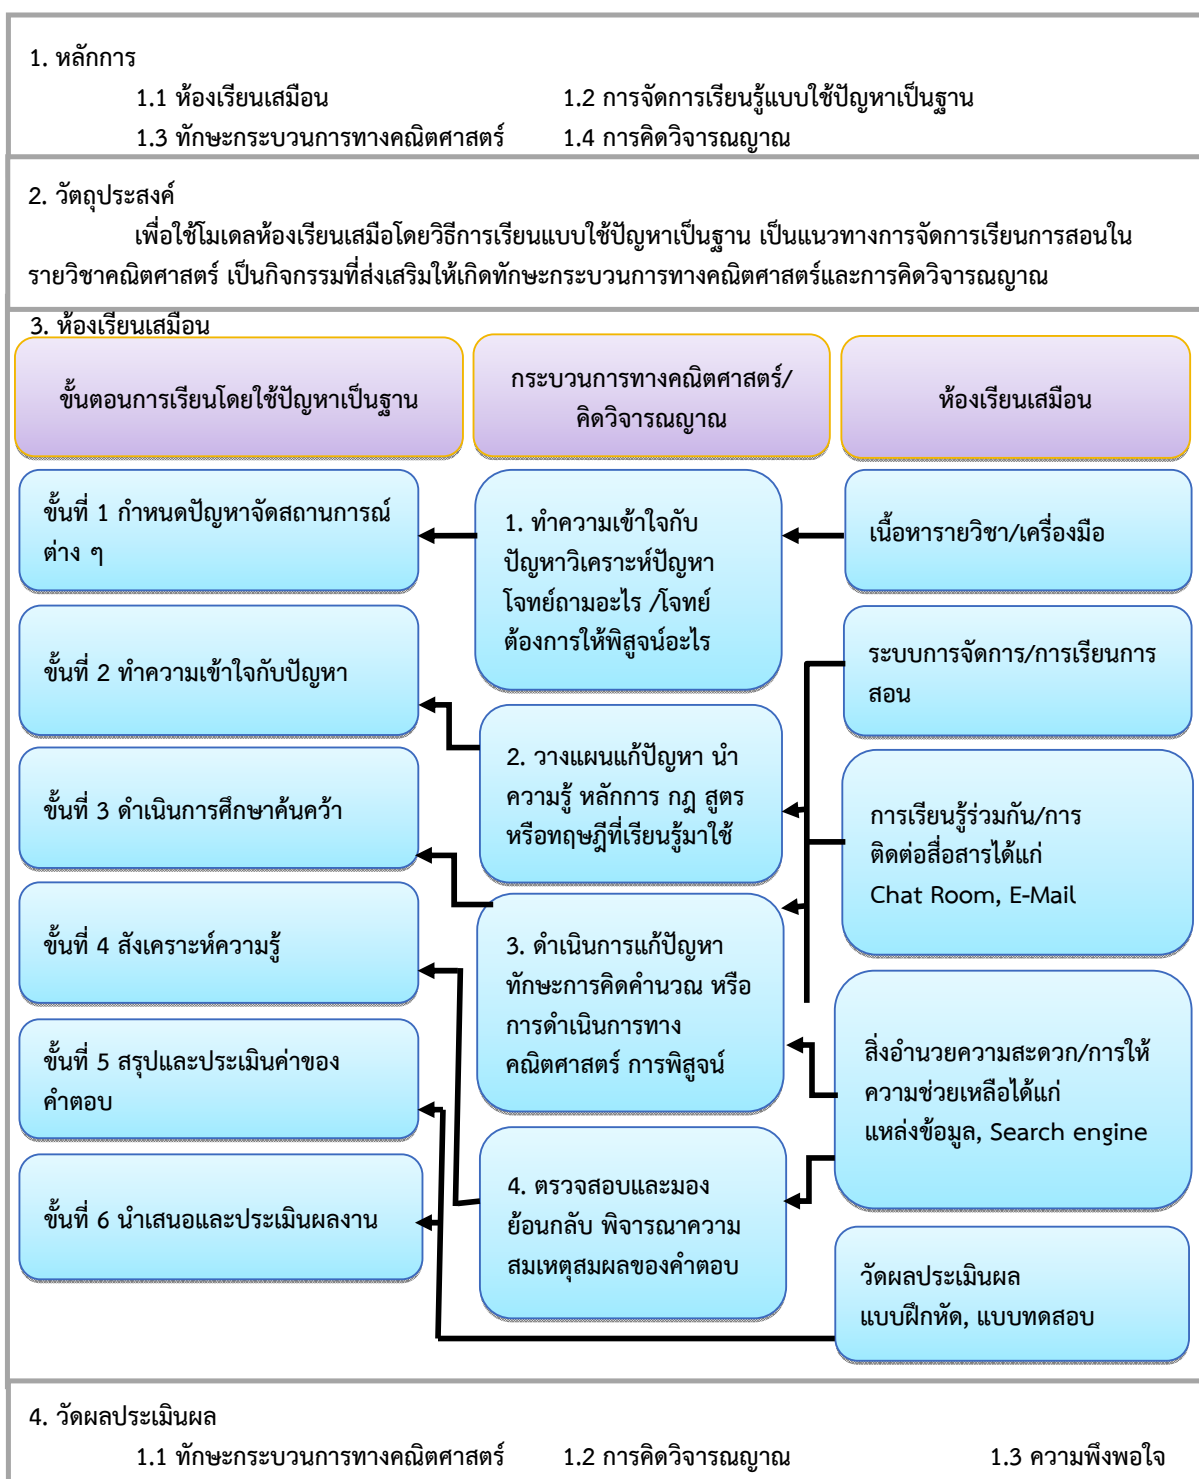 1. หลักการ
1.1 ห้องเรียนเสมือน 1.2 การจัดการเรียนรู้แบบใช้ปัญหาเป็นฐาน
1.3 ทักษะกระบวนการทางคณิตศาสตร์ 1.4 การคิดวิจารณญาณ
2. วัตถุประสงค์
เพื่อใช้โมเดลห้องเรียนเสมือโดยวิธีการเรียนแบบใช้ปัญหาเป็นฐาน เป็นแนวทางการจัดการเรียนการสอนใน
รายวิชาคณิตศาสตร์ เป็นกิจกรรมที่ส่งเสริมให้เกิดทักษะกระบวนการทางคณิตศาสตร์และการคิดวิจารณญาณ
3. ห้องเรียนเสมือน
ขั้นตอนการเรียนโดยใช้ปัญหาเป็นฐาน
กระบวนการทางคณิตศาสตร์/
คิดวิจารณญาณ
ห้องเรียนเสมือน
ขั้นที่ 1 กำหนดปัญหาจัดสถานการณ์
ต่าง ๆ
ขั้นที่ 2 ทำความเข้าใจกับปัญหา
ขั้นที่ 3 ดำเนินการศึกษาค้นคว้า
ขั้นที่ 4 สังเคราะห์ความรู้
ขั้นที่ 5 สรุปและประเมินค่าของ
คำตอบ
ขั้นที่ 6 นำเสนอและประเมินผลงาน
1. ทำความเข้าใจกับ
ปัญหาวิเคราะห์ปัญหา
โจทย์ถามอะไร /โจทย์
ต้องการให้พิสูจน์อะไร
2. วางแผนแก้ปัญหา นำ
ความรู้ หลักการ กฎ สูตร
หรือทฤษฎีที่เรียนรู้มาใช้
3. ดำเนินการแก้ปัญหา
ทักษะการคิดคำนวณ หรือ
การดำเนินการทาง
คณิตศาสตร์ การพิสูจน์
4. ตรวจสอบและมอง
ย้อนกลับ พิจารณาความ
สมเหตุสมผลของคำตอบ
เนื้อหารายวิชา/เครื่องมือ
ระบบการจัดการ/การเรียนการ
สอน
การเรียนรู้ร่วมกัน/การ
ติดต่อสื่อสารได้แก่
Chat Room, E-Mail
สิ่งอำนวยความสะดวก/การให้
ความช่วยเหลือได้แก่
แหล่งข้อมูล, Search engine
วัดผลประเมินผล
แบบฝึกหัด, แบบทดสอบ
4. วัดผลประเมินผล
1.1 ทักษะกระบวนการทางคณิตศาสตร์ 1.2 การคิดวิจารณญาณ 1.3 ความพึงพอใจ